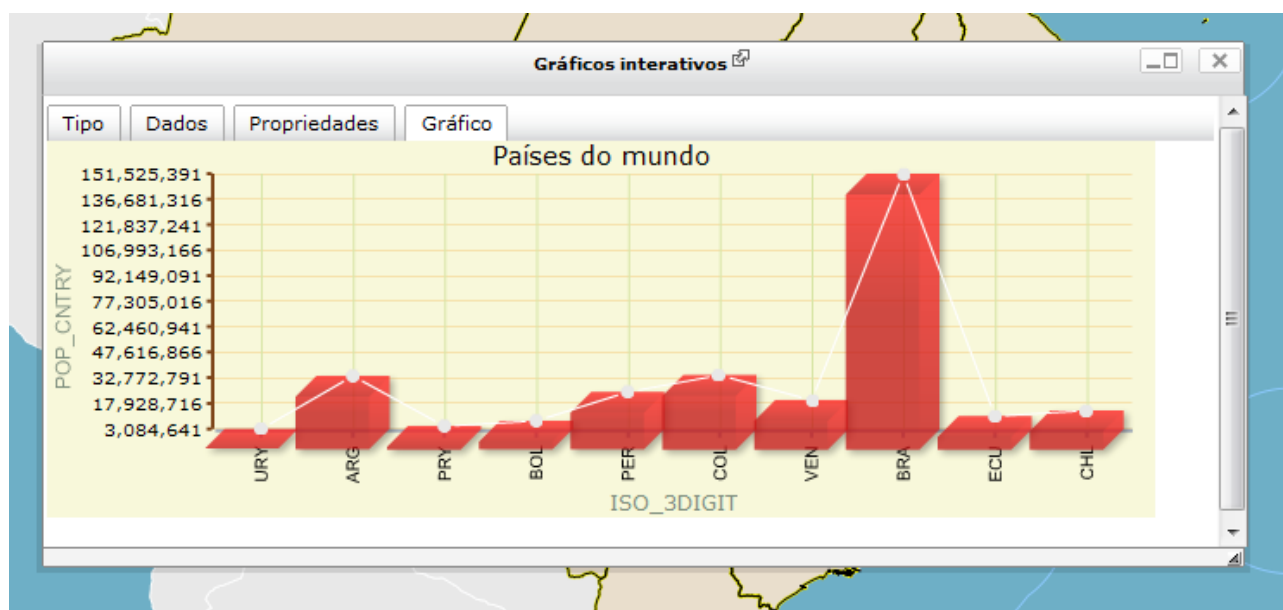 Gráficos interativos
Tipo Dados Propriedades Gráfico
Países do mundo
151,525,391
136,681,316
121,837,241
106,993,166
92,149,091
77,305,016
62,460,941
47,616,866
32,772,791
17,928,716
3,084,641
POP_CNTRY
URY ARG PRY BOL PER COL VEN BRA ECU CHL
ISO_3DIGIT